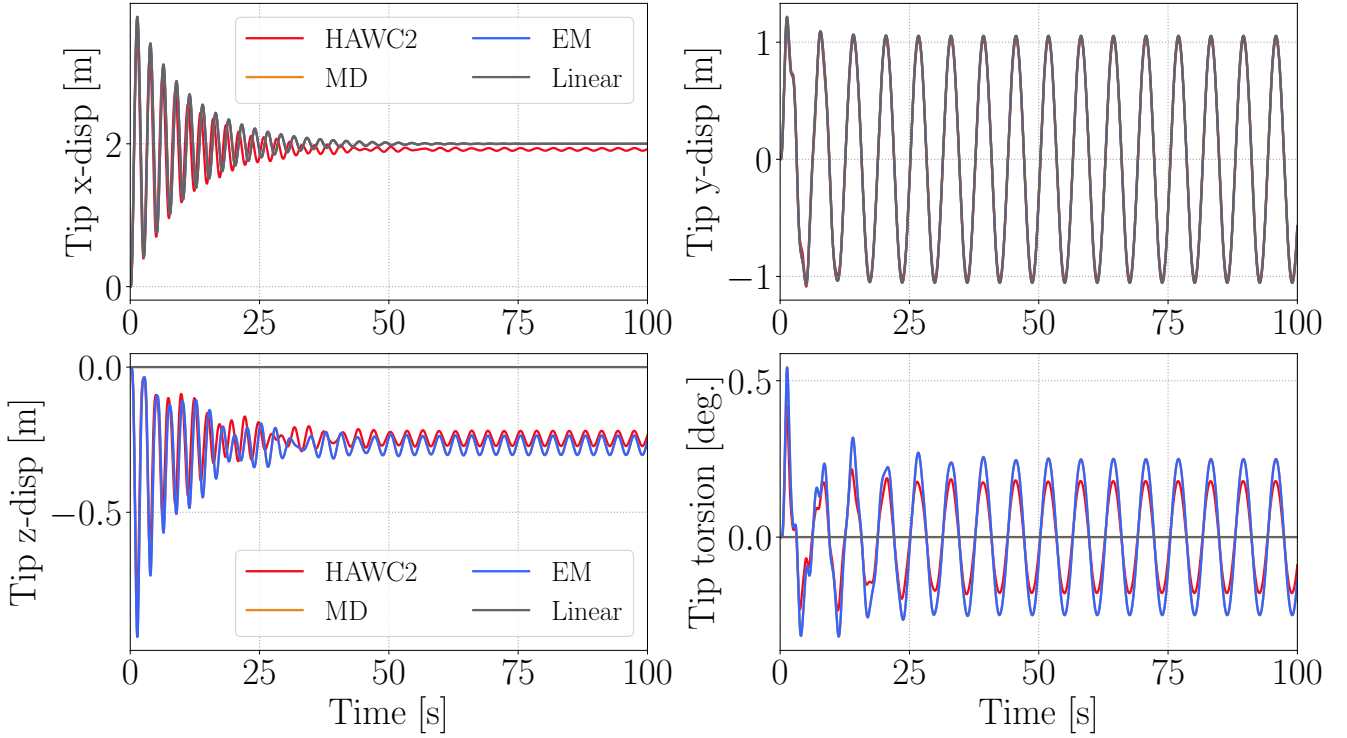 Tip x-disp [m]
2
0
HAWC2
EM
MD
Linear
0 25 50 75 100
Tip y-disp [m]
1
0
−1
0 25 50 75 100
Tip z-disp [m]
0.0
−0.5
HAWC2
EM
MD
Linear
0 25 50 75 100
Time [s]
Tip torsion [deg.]
0.5
0.0
0 25 50 75 100
Time [s]